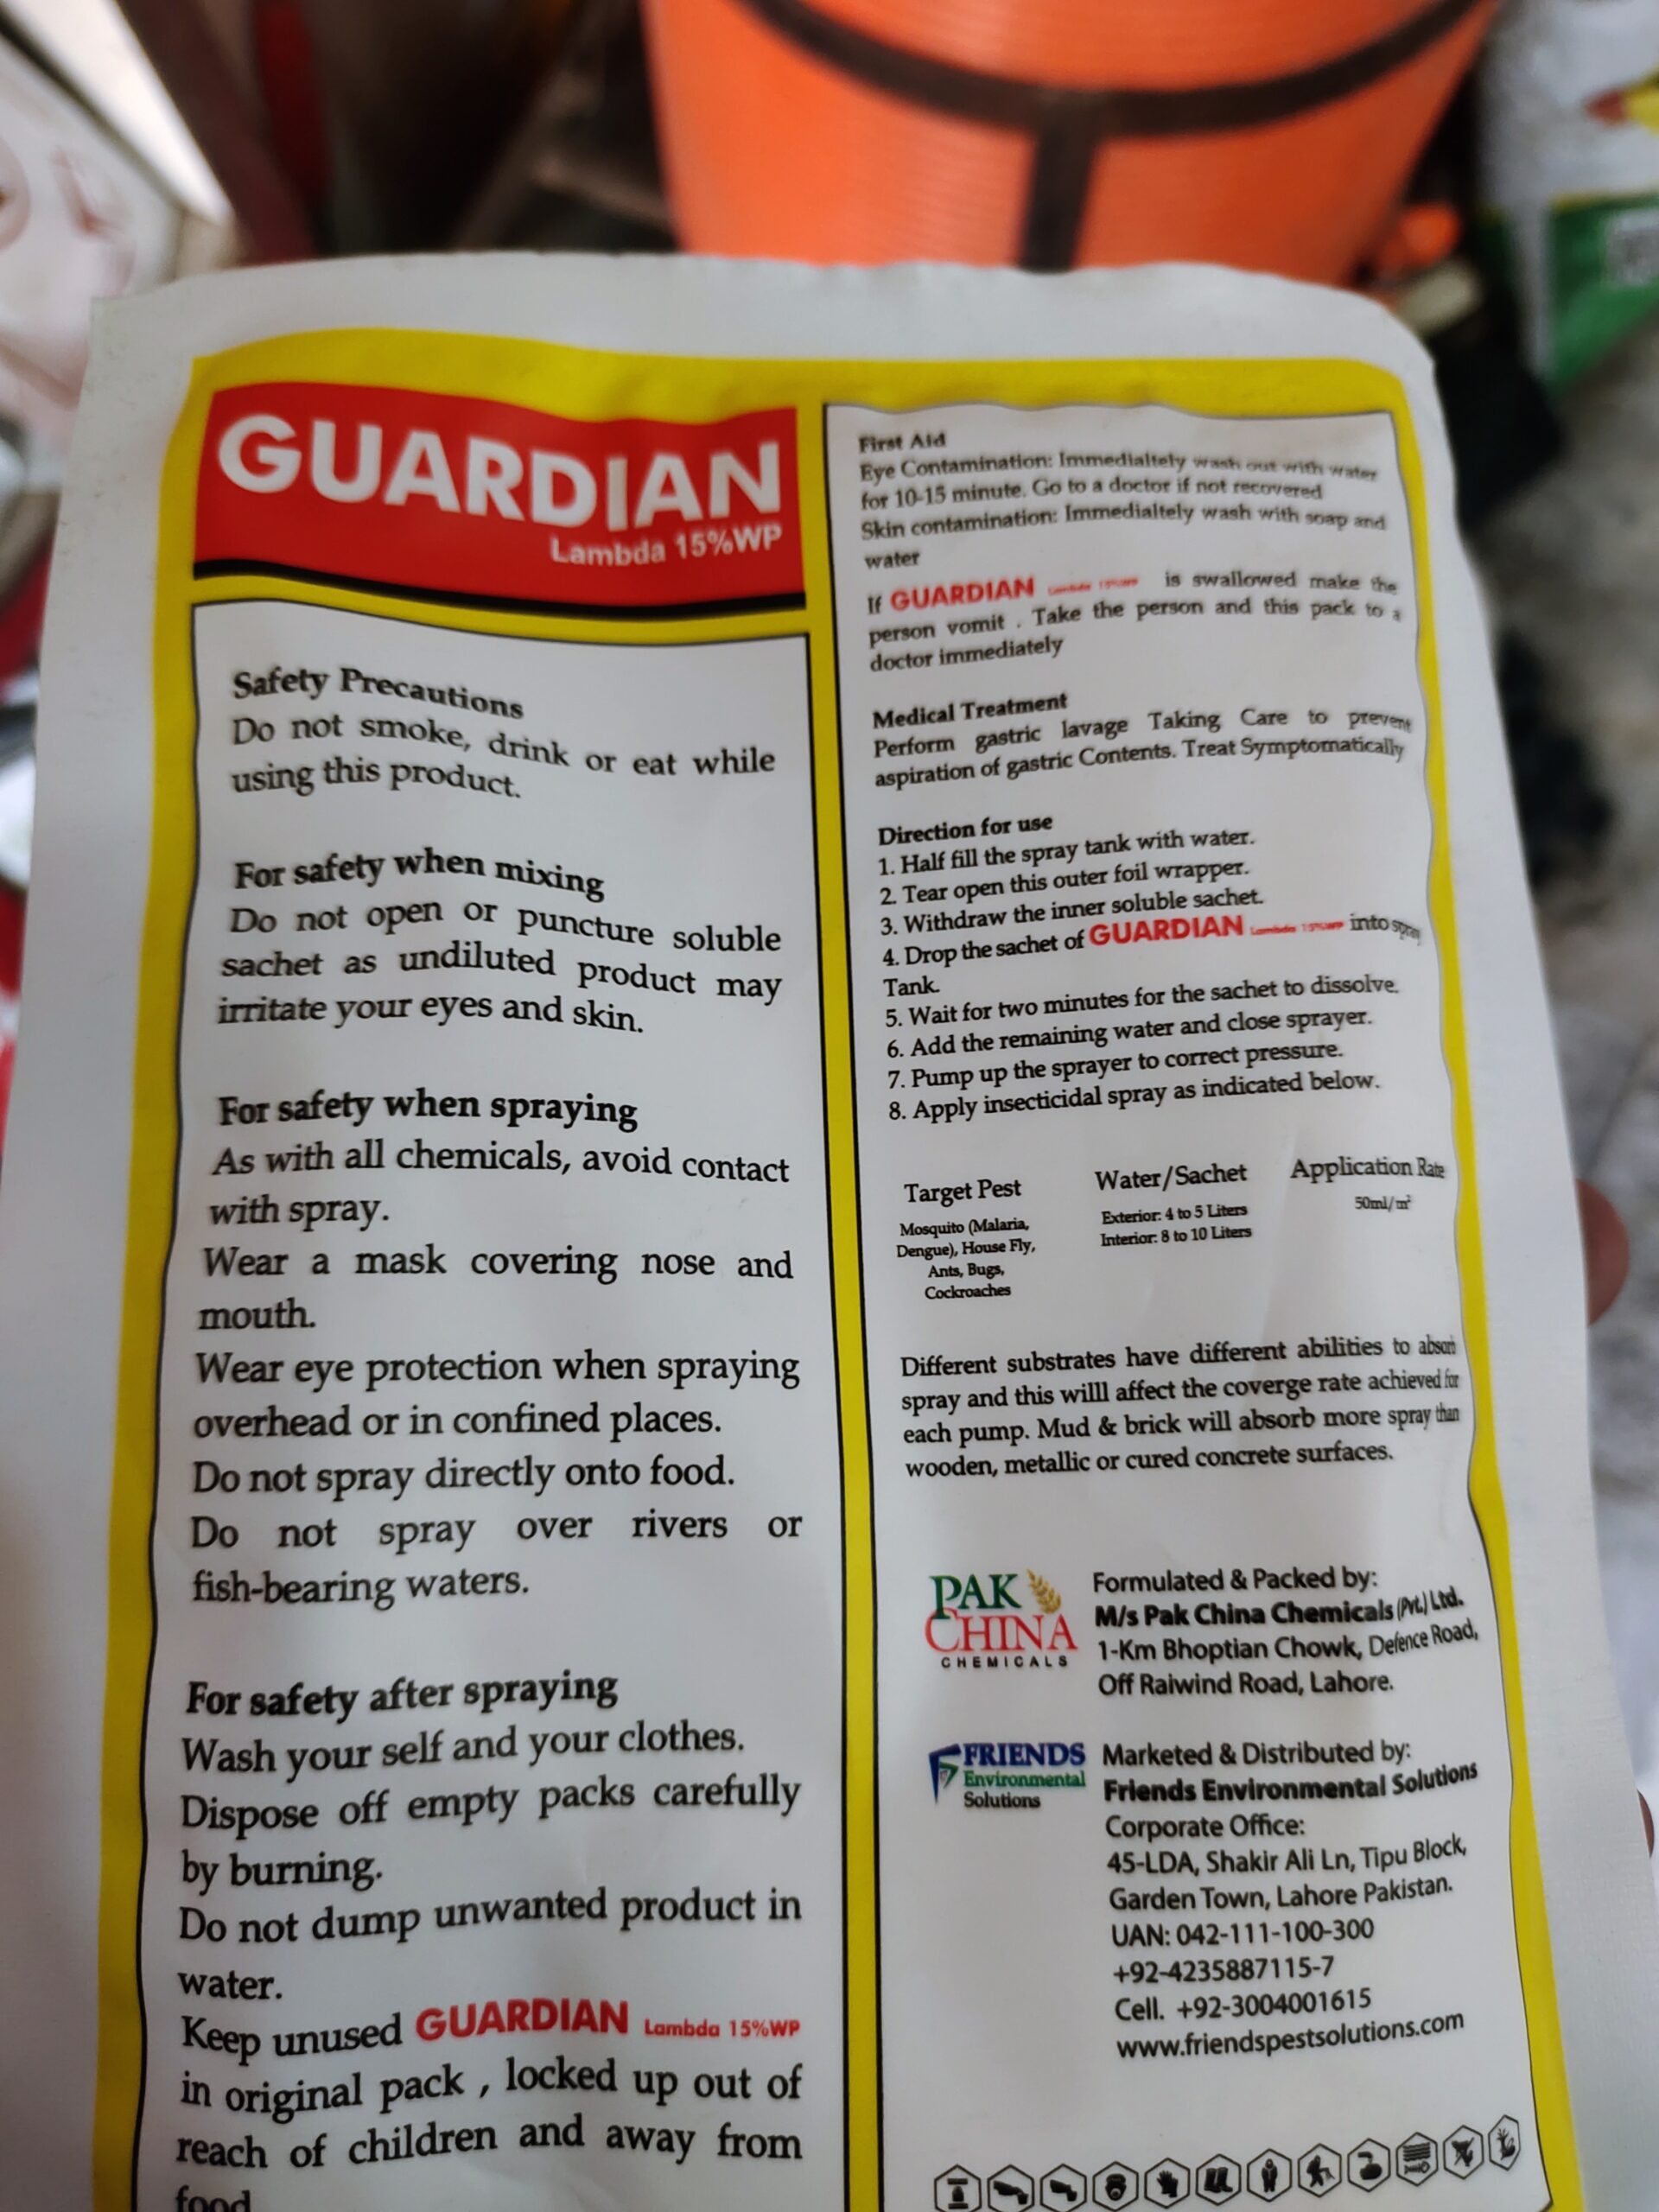 GUARDIAN
Lambda 15%WP
Safety Precautions
Do not smoke, drink or eat while
using this product.
For safety when mixing
Do not open or puncture soluble
sachet as undiluted product may
irritate your eyes and skin.
For safety when spraying
As with all chemicals, avoid contact
with spray.
Wear a mask covering nose and
mouth.
Wear eye protection when spraying
overhead or in confined places.
Do not spray directly onto food.
Do not spray over rivers or
fish-bearing waters.
For safety after spraying
Wash your self and your clothes.
Dispose off empty packs carefully
by burning.
Do not dump unwanted product in
water.
Keep unused GUARDIAN Lambda 15%WP
in original pack , locked up out of
reach of children and away from
food
First Aid
Eye Contamination: Immedialtely wash out with water
for 10-15 minute. Go to a doctor if not recovered
Skin contamination: Immedialtely wash with soap and
water
If GUARDIAN Lambda 15%WP is swallowed make the
person vomit . Take the person and this pack to a
doctor immediately
Medical Treatment
Perform gastric lavage Taking Care to prevent
aspiration of gastric Contents. Treat Symptomatically
Direction for use
1. Half fill the spray tank with water.
2. Tear open this outer foil wrapper.
3. Withdraw the inner soluble sachet.
4. Drop the sachet of GUARDIAN Lambda 15%WP into spray
Tank.
5. Wait for two minutes for the sachet to dissolve.
6. Add the remaining water and close sprayer.
7. Pump up the sprayer to correct pressure.
8. Apply insecticidal spray as indicated below.
Target Pest Water/Sachet Application Rate
Mosquito (Malaria, Exterior: 4 to 5 Liters 50ml/m²
Dengue), House Fly, Interior: 8 to 10 Liters
Ants, Bugs,
Cockroaches
Different substrates have different abilities to absorb
spray and this willl affect the coverge rate achieved for
each pump. Mud & brick will absorb more spray than
wooden, metallic or cured concrete surfaces.
PAK
CHINA
CHEMICALS
Formulated & Packed by:
M/s Pak China Chemicals (Pvt.) Ltd.
1-Km Bhoptian Chowk, Defence Road,
Off Raiwind Road, Lahore.
FRIENDS
Environmental
Solutions
Marketed & Distributed by:
Friends Environmental Solutions
Corporate Office:
45-LDA, Shakir Ali Ln, Tipu Block,
Garden Town, Lahore Pakistan.
UAN: 042-111-100-300
+92-4235887115-7
Cell. +92-3004001615
www.friendspestsolutions.com